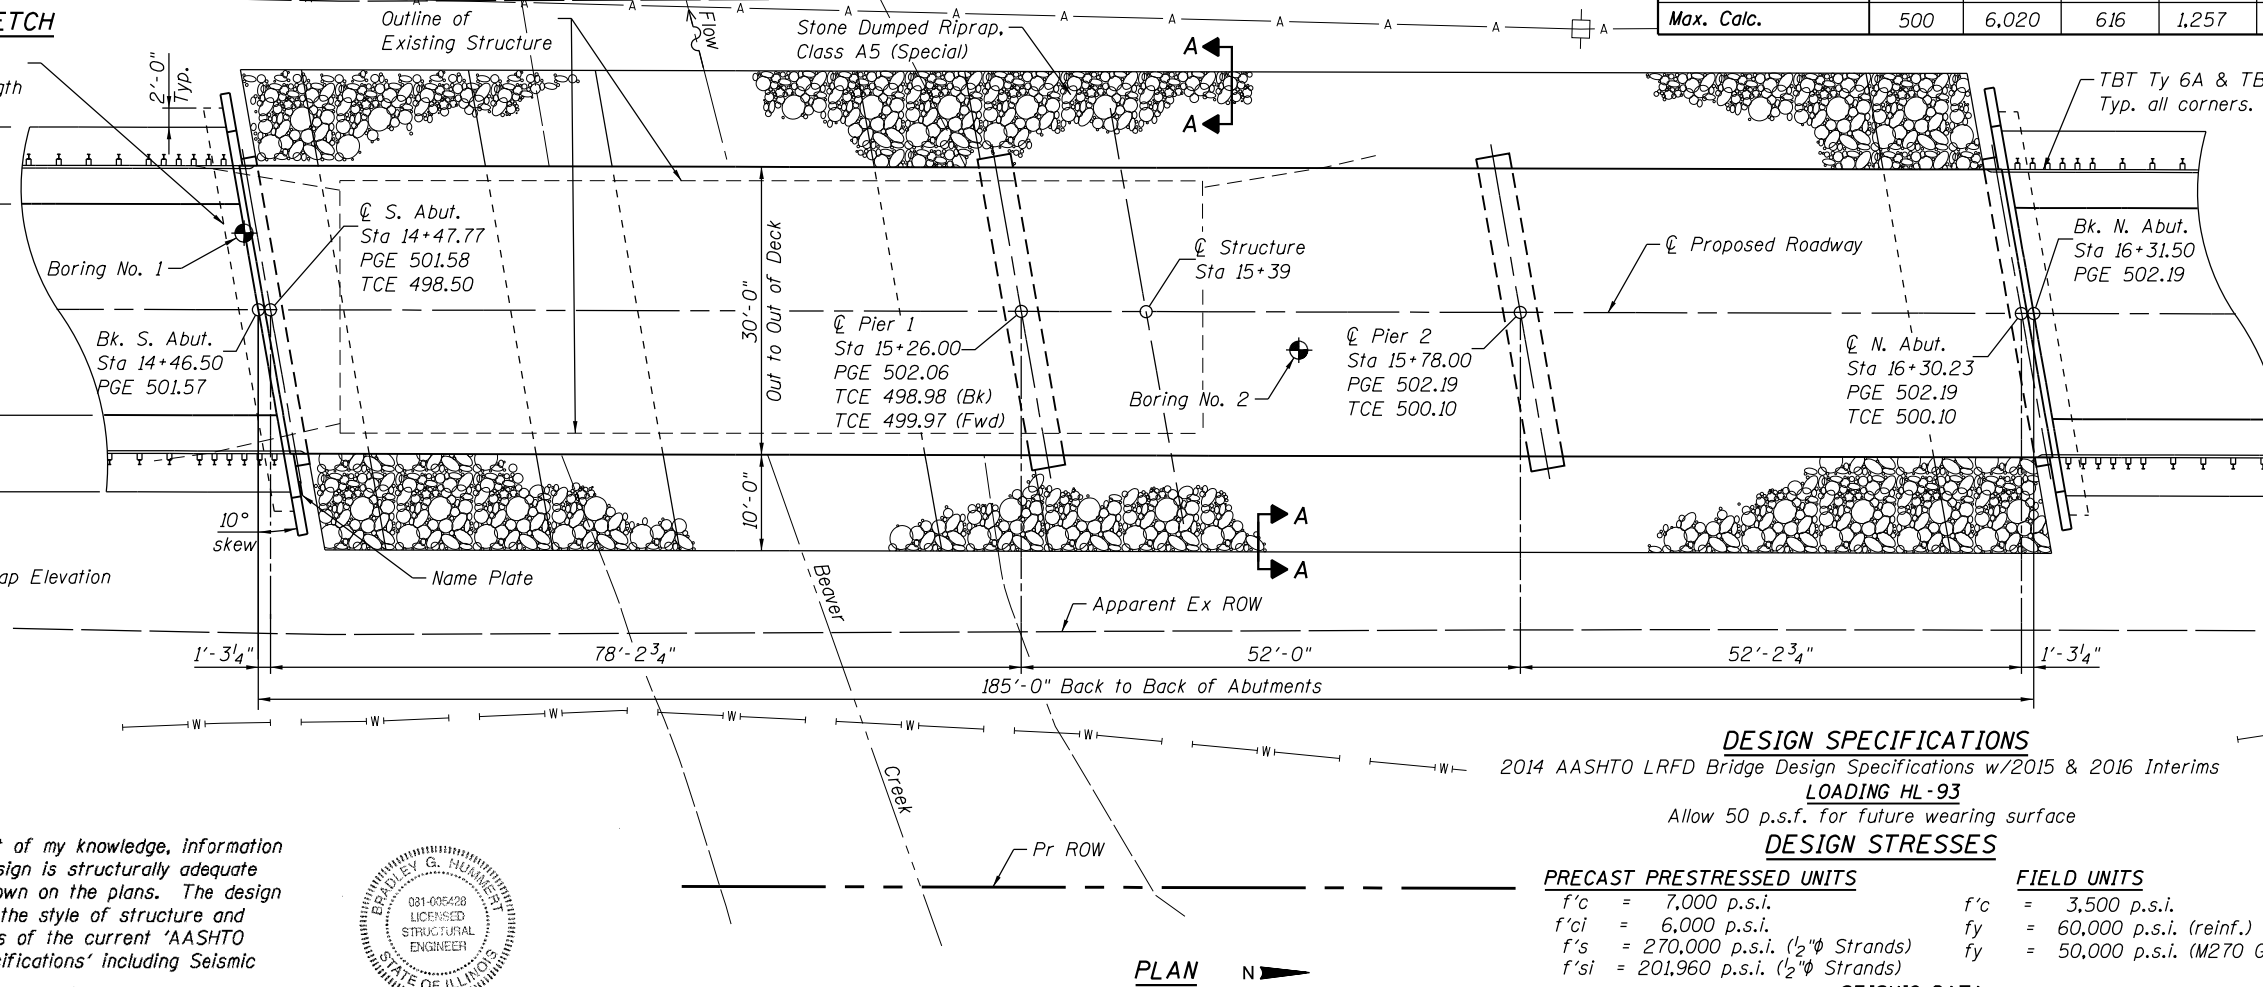 ETCH
Outline of
Existing Structure
Flow
Stone Dumped Riprap,
Class A5 (Special)
A
A
A A A A A A A A A A
Max. Calc. 500 6,020 616 1,257
2'-0"
Typ.
TBT Ty 6A & TB
Typ. all corners.
Boring No. 1
℄ S. Abut.
Sta 14+47.77
PGE 501.58
TCE 498.50
Bk. S. Abut.
Sta 14+46.50
PGE 501.57
30'-0"
Out to Out of Deck
℄ Pier 1
Sta 15+26.00
PGE 502.06
TCE 498.98 (Bk)
TCE 499.97 (Fwd)
℄ Structure
Sta 15+39
Boring No. 2
℄ Pier 2
Sta 15+78.00
PGE 502.19
TCE 500.10
℄ Proposed Roadway
℄ N. Abut.
Sta 16+30.23
PGE 502.19
TCE 500.10
Bk. N. Abut.
Sta 16+31.50
PGE 502.19
10°
skew
10'-0"
A
A
ap Elevation
Name Plate
Beaver
Creek
Apparent Ex ROW
1'-3¼" 78'-2¾" 52'-0" 52'-2¾" 1'-3¼"
185'-0" Back to Back of Abutments
W W W W W W W W
Pr ROW
DESIGN SPECIFICATIONS
2014 AASHTO LRFD Bridge Design Specifications w/2015 & 2016 Interims
LOADING HL-93
Allow 50 p.s.f. for future wearing surface
DESIGN STRESSES
PRECAST PRESTRESSED UNITS
f'c = 7,000 p.s.i.
f'ci = 6,000 p.s.i.
f's = 270,000 p.s.i. (½"φ Strands)
f'si = 201,960 p.s.i. (½"φ Strands)
FIELD UNITS
f'c = 3,500 p.s.i.
fy = 60,000 p.s.i. (reinf.)
fy = 50,000 p.s.i. (M270 G
of my knowledge, information
sign is structurally adequate
own on the plans. The design
the style of structure and
s of the current 'AASHTO
cifications' including Seismic
BRADLEY G. HUMMERT
081-005428
LICENSED
STRUCTURAL
ENGINEER
STATE OF ILLINOIS
PLAN
N